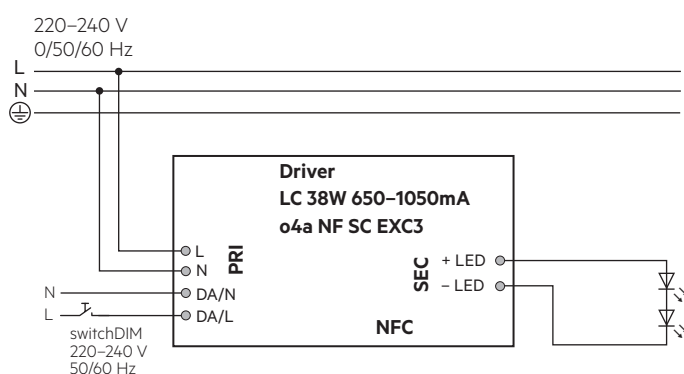 220–240 V
0/50/60 Hz
L
N
Driver
LC 38W 650–1050mA
o4a NF SC EXC3
L
N
PRI
DA/N
DA/L
SEC
+ LED
– LED
NFC
N
L
switchDIM
220–240 V
50/60 Hz